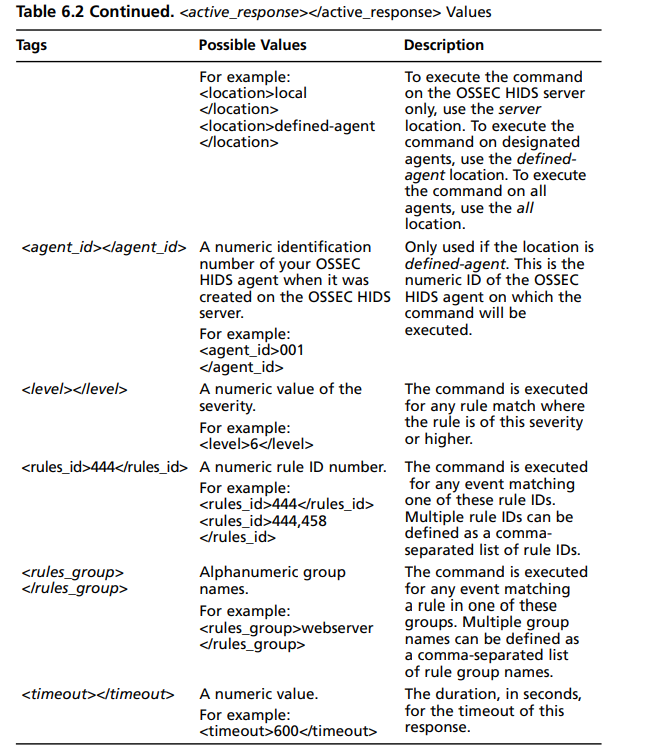 Table 6.2 Continued. <active_response></active_response> Values
Tags Possible Values Description
For example:
<location>local
</location>
<location>defined-agent
</location>
To execute the command
on the OSSEC HIDS server
only, use the server
location. To execute the
command on designated
agents, use the defined-
agent location. To execute
the command on all
agents, use the all
location.
<agent_id></agent_id>
A numeric identification
number of your OSSEC
HIDS agent when it was
created on the OSSEC HIDS
server.
For example:
<agent_id>001
</agent_id>
Only used if the location is
defined-agent. This is the
numeric ID of the OSSEC
HIDS agent on which the
command will be
executed.
<level></level>
A numeric value of the
severity.
For example:
<level>6</level>
The command is executed
for any rule match where
the rule is of this severity
or higher.
<rules_id>444</rules_id>
A numeric rule ID number.
For example:
<rules_id>444</rules_id>
<rules_id>444,458
</rules_id>
The command is executed
for any event matching
one of these rule IDs.
Multiple rule IDs can be
defined as a comma-
separated list of rule IDs.
<rules_group>
</rules_group>
Alphanumeric group
names.
For example:
<rules_group>webserver
</rules_group>
The command is executed
for any event matching
a rule in one of these
groups. Multiple group
names can be defined as
a comma-separated list
of rule group names.
<timeout></timeout>
A numeric value.
For example:
<timeout>600</timeout>
The duration, in seconds,
for the timeout of this
response.